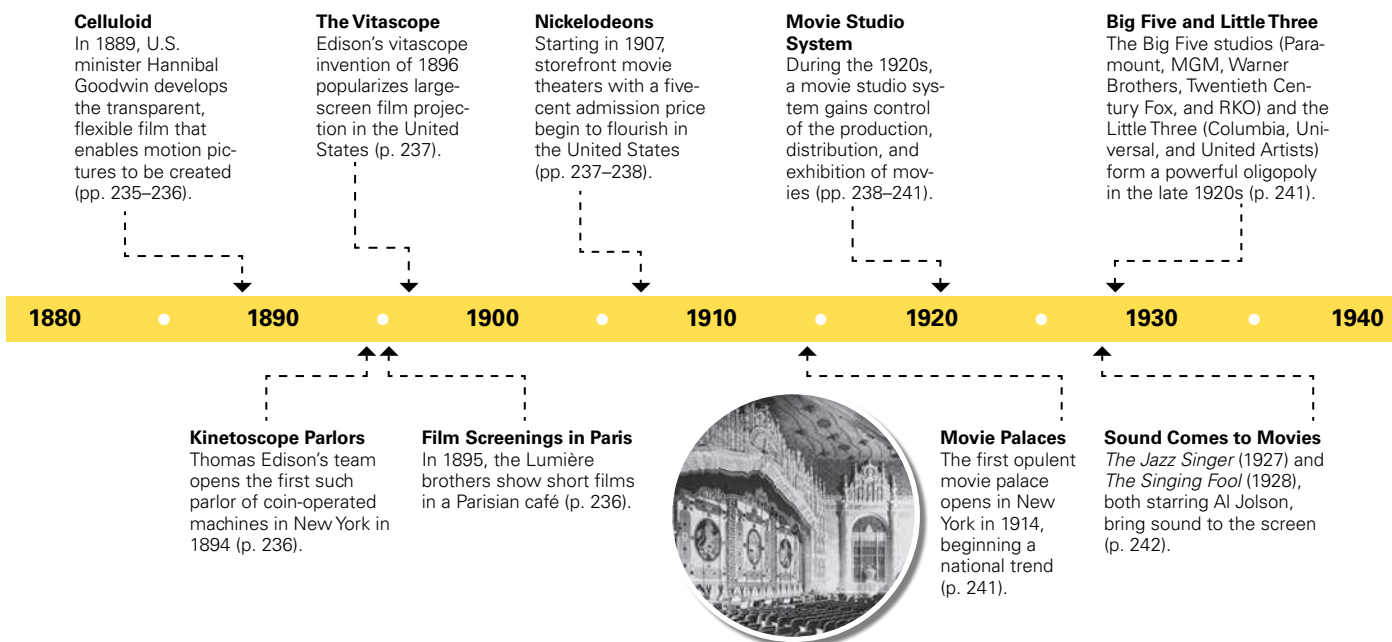 Celluloid
In 1889, U.S.
minister Hannibal
Goodwin develops
the transparent,
flexible film that
enables motion pic-
tures to be created
(pp. 235–236).
The Vitascope
Edison’s vitascope
invention of 1896
popularizes large-
screen film projec-
tion in the United
States (p. 237).
Nickelodeons
Starting in 1907,
storefront movie
theaters with a five-
cent admission price
begin to flourish in
the United States
(pp. 237–238).
Movie Studio
System
During the 1920s,
a movie studio sys-
tem gains control
of the production,
distribution, and
exhibition of mov-
ies (pp. 238–241).
Big Five and Little Three
The Big Five studios (Para-
mount, MGM, Warner
Brothers, Twentieth Cen-
tury Fox, and RKO) and the
Little Three (Columbia, Uni-
versal, and United Artists)
form a powerful oligopoly
in the late 1920s (p. 241).
1880 1890 1900 1910 1920 1930 1940
Kinetoscope Parlors
Thomas Edison’s team
opens the first such
parlor of coin-operated
machines in New York in
1894 (p. 236).
Film Screenings in Paris
In 1895, the Lumière
brothers show short films
in a Parisian café (p. 236).
Movie Palaces
The first opulent
movie palace
opens in New
York in 1914,
beginning a
national trend
(p. 241).
Sound Comes to Movies
The Jazz Singer (1927) and
The Singing Fool (1928),
both starring Al Jolson,
bring sound to the screen
(p. 242).